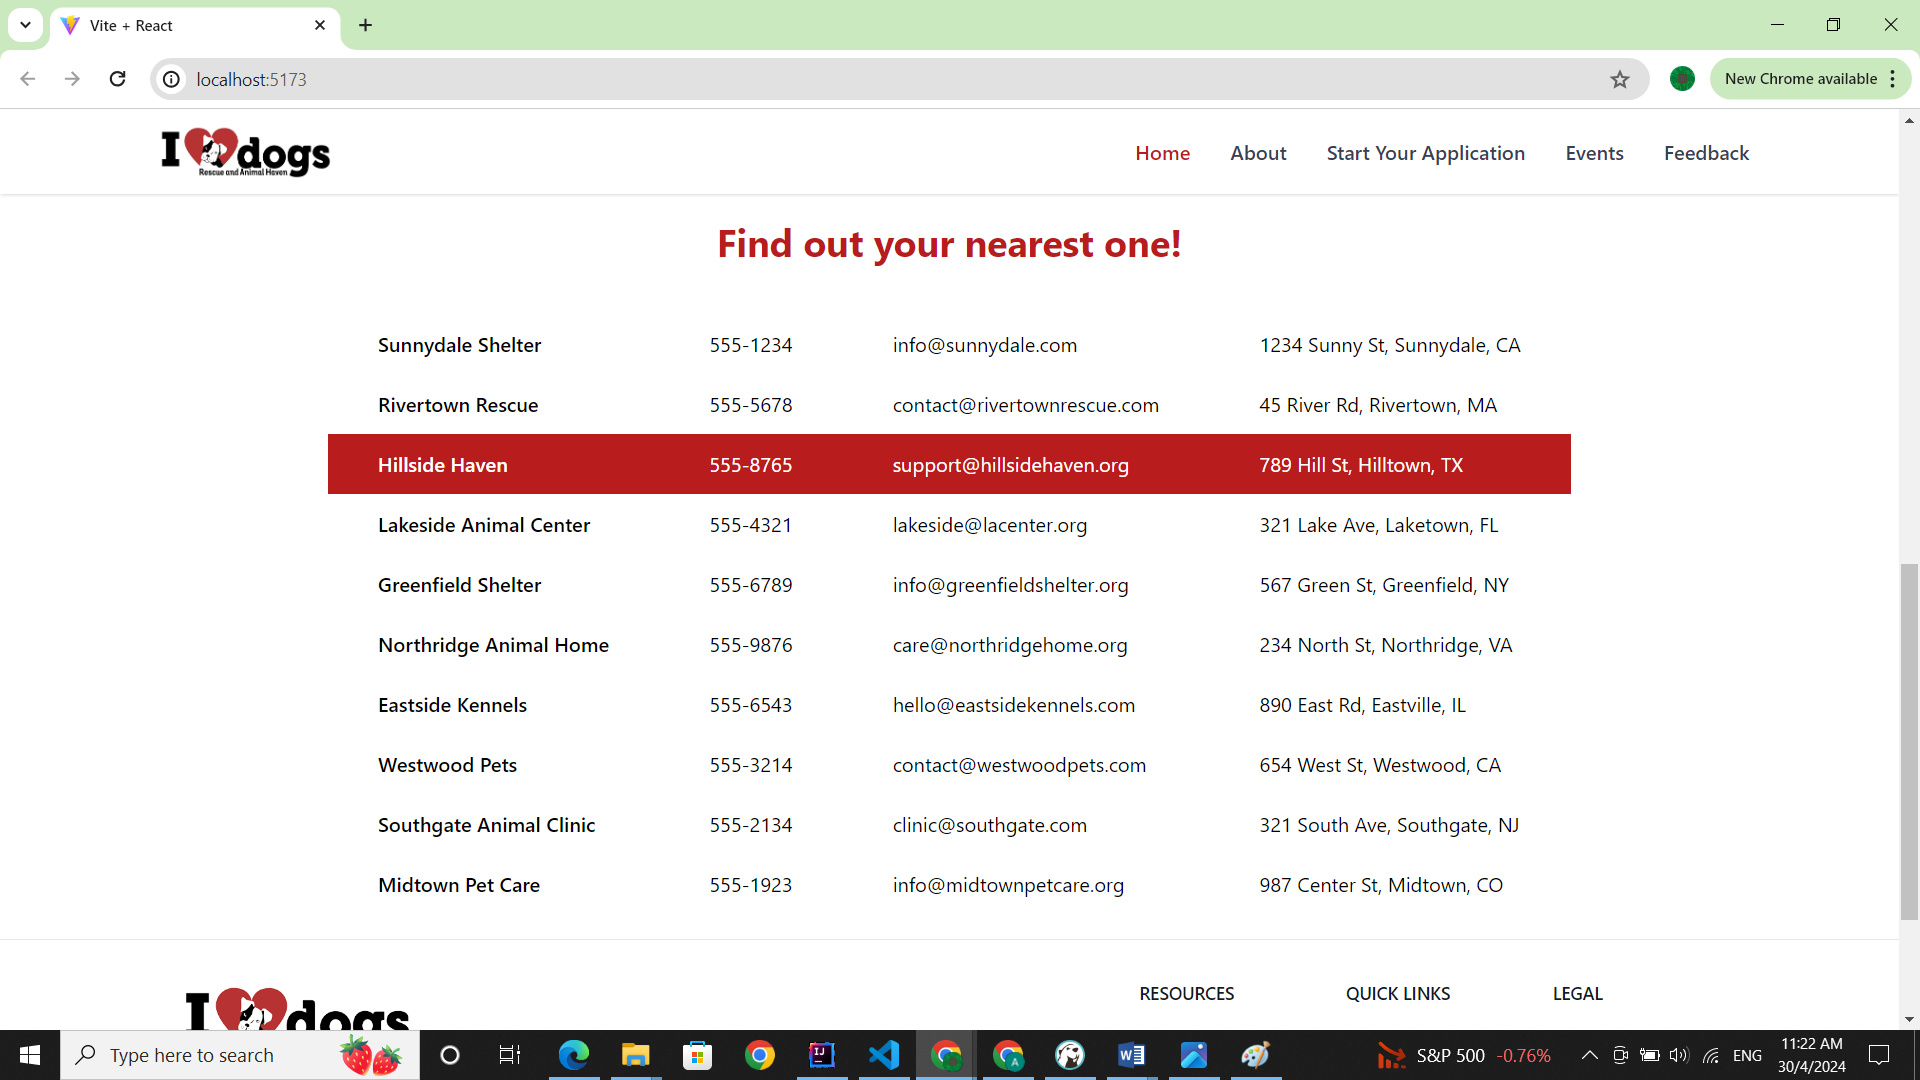 Vite + React
localhost:5173
New Chrome available
I dogs
Rescue and Animal Haven
Home About Start Your Application Events Feedback
Find out your nearest one!
Sunnydale Shelter 555-1234 info@sunnydale.com 1234 Sunny St, Sunnydale, CA
Rivertown Rescue 555-5678 contact@rivertownrescue.com 45 River Rd, Rivertown, MA
Hillside Haven 555-8765 support@hillsidehaven.org 789 Hill St, Hilltown, TX
Lakeside Animal Center 555-4321 lakeside@lacenter.org 321 Lake Ave, Laketown, FL
Greenfield Shelter 555-6789 info@greenfieldshelter.org 567 Green St, Greenfield, NY
Northridge Animal Home 555-9876 care@northridgehome.org 234 North St, Northridge, VA
Eastside Kennels 555-6543 hello@eastsidekennels.com 890 East Rd, Eastville, IL
Westwood Pets 555-3214 contact@westwoodpets.com 654 West St, Westwood, CA
Southgate Animal Clinic 555-2134 clinic@southgate.com 321 South Ave, Southgate, NJ
Midtown Pet Care 555-1923 info@midtownpetcare.org 987 Center St, Midtown, CO
I dogs
RESOURCES QUICK LINKS LEGAL
Type here to search
S&P 500 -0.76%
ENG
11:22 AM
30/4/2024